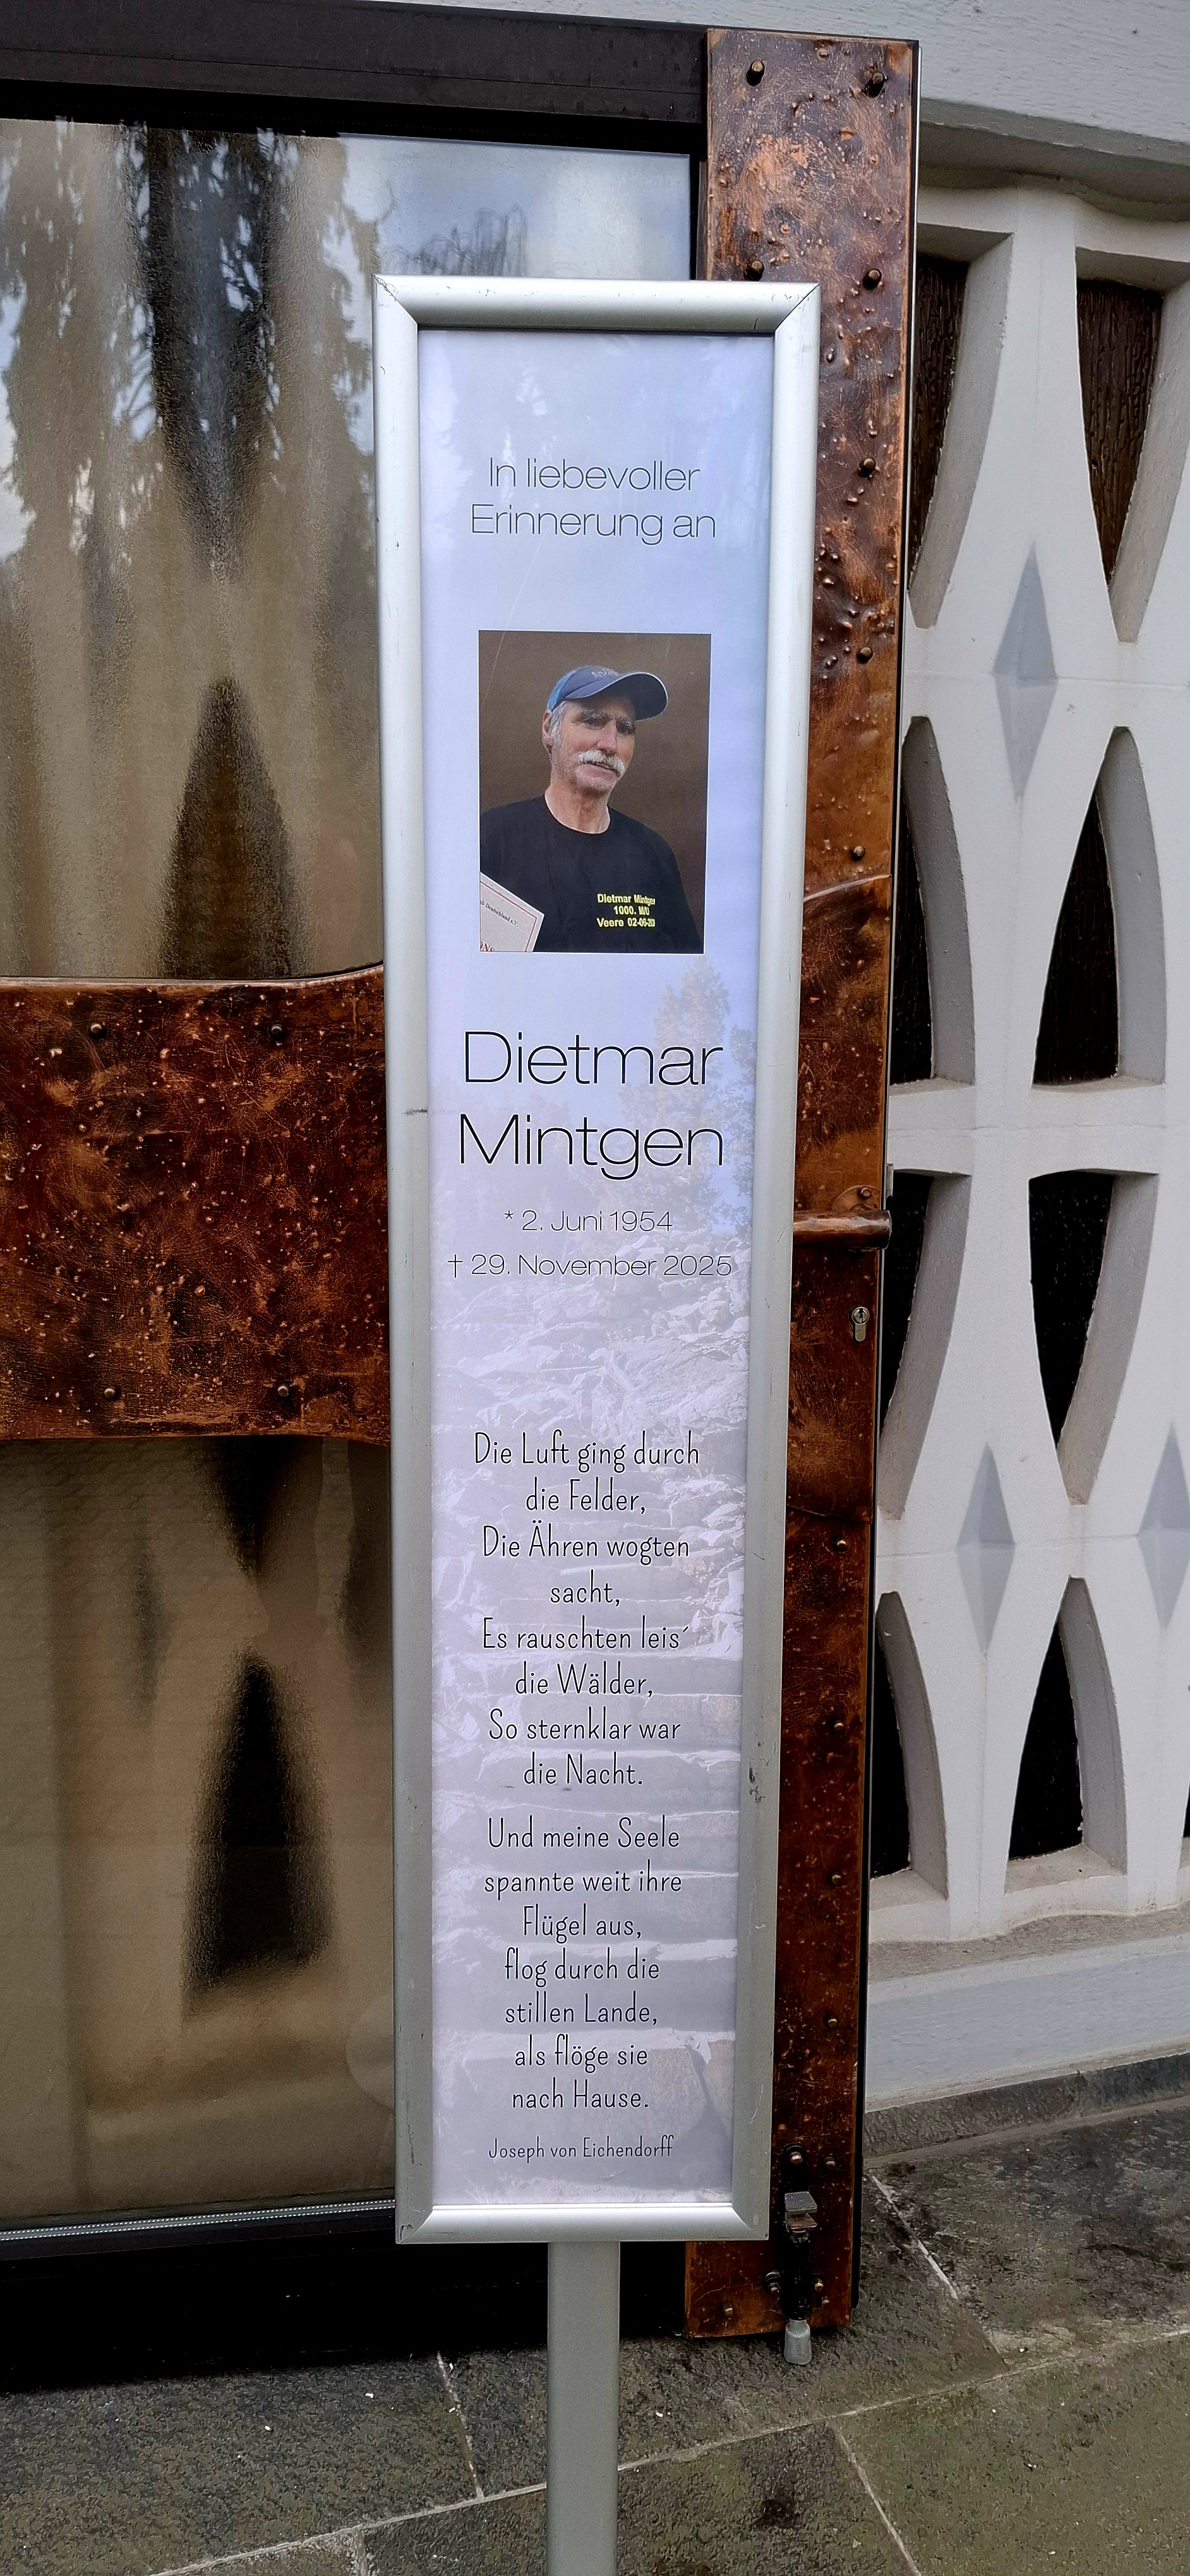 In liebevoller
Erinnerung an
Dietmar
1000. M/U
Veere
Deutschland e.V.
Dietmar
Mintgen
* 2. Juni 1954
† 29. November 2025
Die Luft ging durch
die Felder,
Die Ähren wogten
sacht,
Es rauschten leis´
die Wälder,
So sternklar war
die Nacht.
Und meine Seele
spannte weit ihre
Flügel aus,
flog durch die
stillen Lande,
als flöge sie
nach Hause.
Joseph von Eichendorff